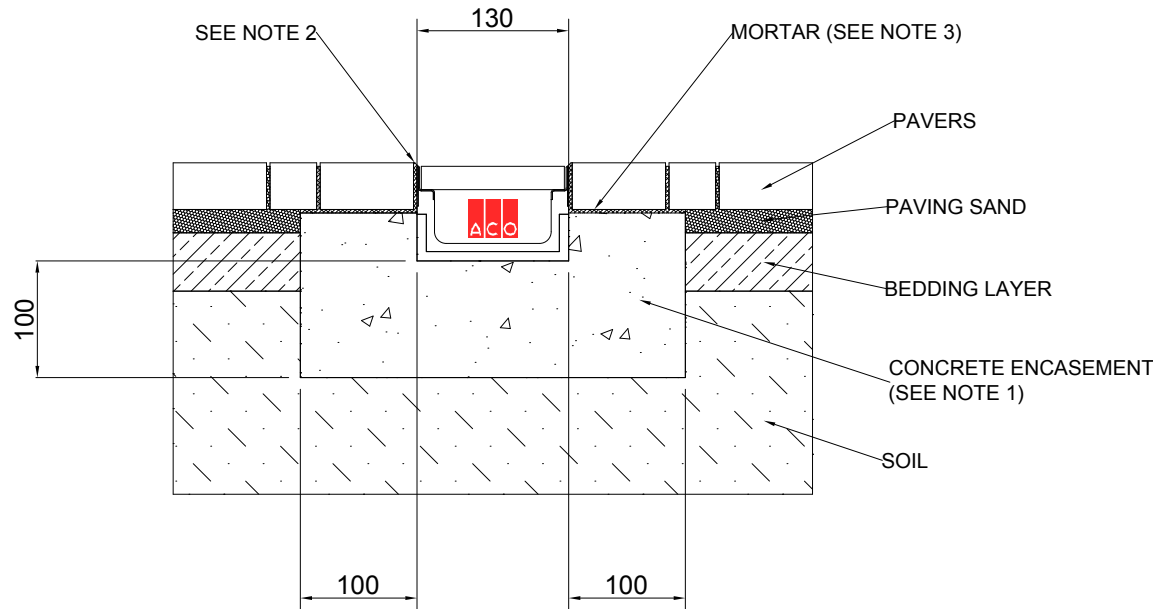 130
SEE NOTE 2
MORTAR (SEE NOTE 3)
PAVERS
ACO
PAVING SAND
BEDDING LAYER
100
CONCRETE ENCASEMENT
(SEE NOTE 1)
SOIL
100
100